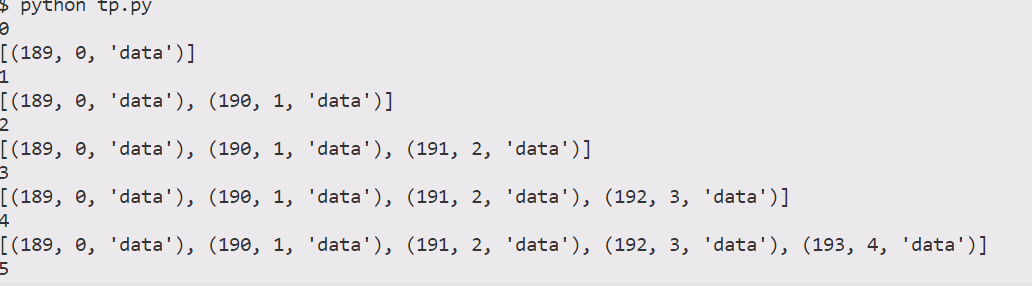 $ python tp.py
0
[(189, 0, 'data')]
1
[(189, 0, 'data'), (190, 1, 'data')]
2
[(189, 0, 'data'), (190, 1, 'data'), (191, 2, 'data')]
3
[(189, 0, 'data'), (190, 1, 'data'), (191, 2, 'data'), (192, 3, 'data')]
4
[(189, 0, 'data'), (190, 1, 'data'), (191, 2, 'data'), (192, 3, 'data'), (193, 4, 'data')]
5